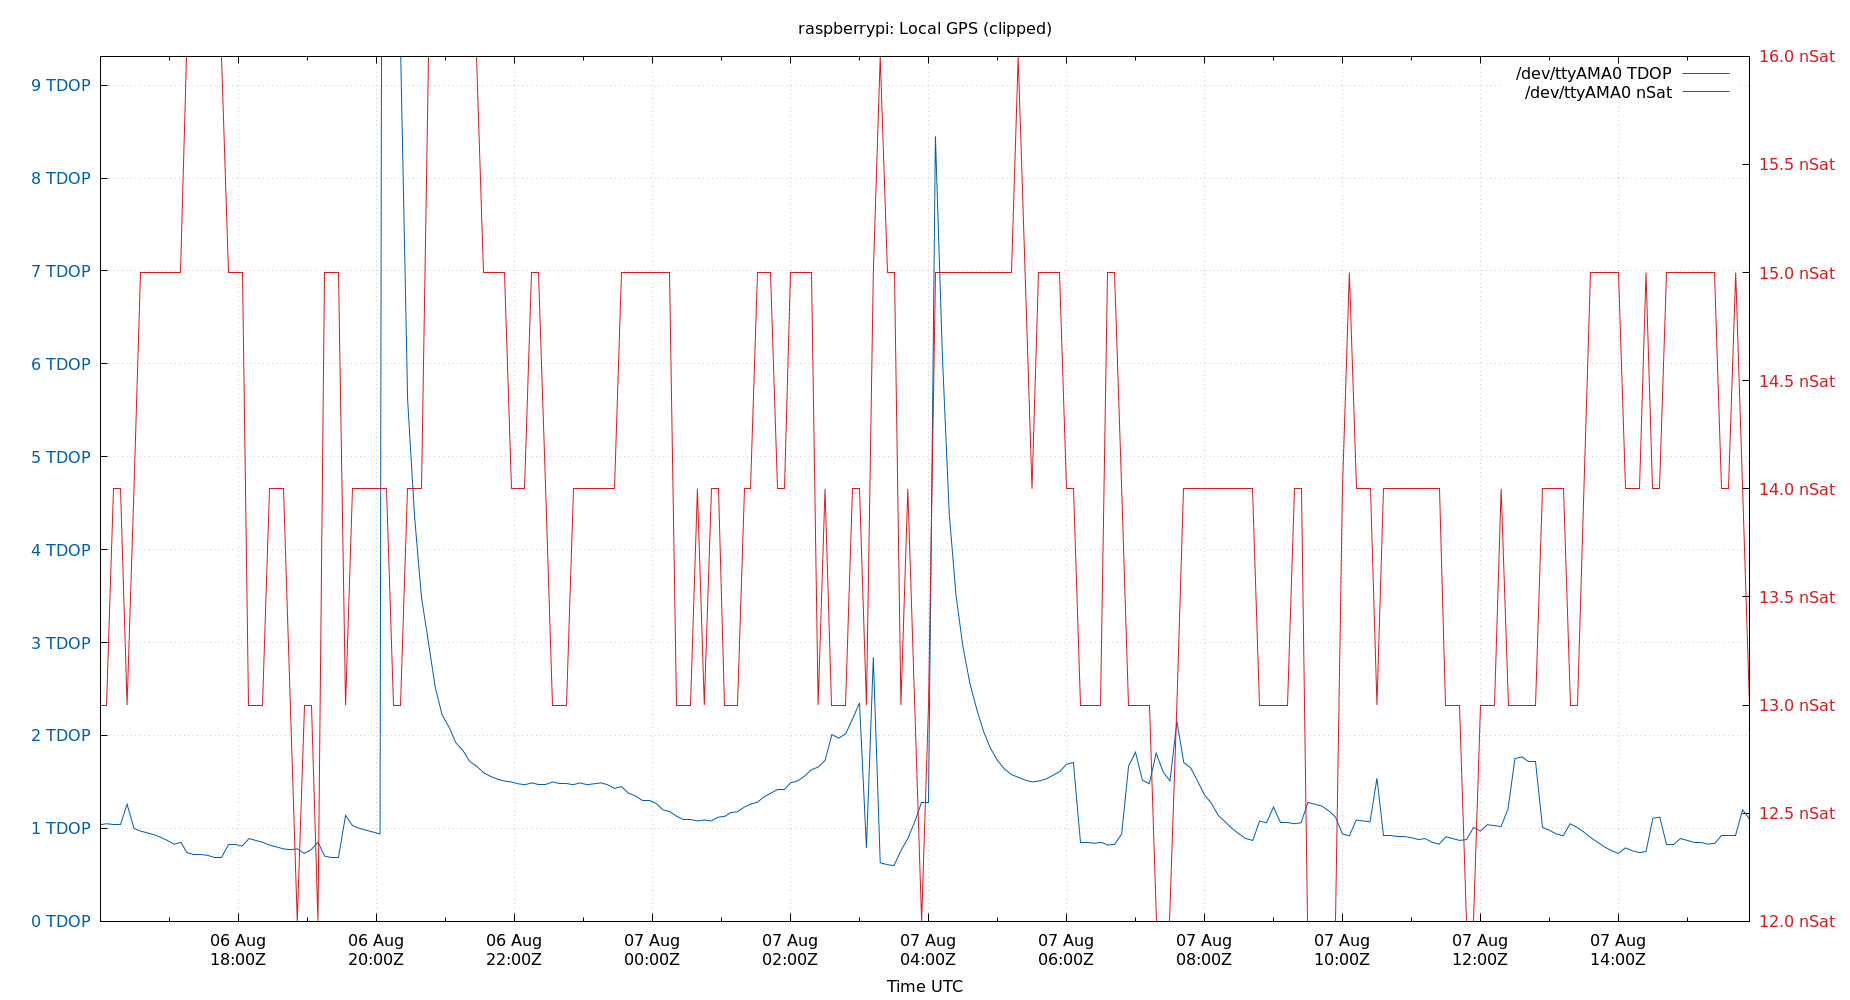 raspberrypi: Local GPS (clipped)
/dev/ttyAMA0 TDOP
/dev/ttyAMA0 nSat
9 TDOP
8 TDOP
7 TDOP
6 TDOP
5 TDOP
4 TDOP
3 TDOP
2 TDOP
1 TDOP
0 TDOP
16.0 nSat
15.5 nSat
15.0 nSat
14.5 nSat
14.0 nSat
13.5 nSat
13.0 nSat
12.5 nSat
12.0 nSat
06 Aug
18:00Z
06 Aug
20:00Z
06 Aug
22:00Z
07 Aug
00:00Z
07 Aug
02:00Z
07 Aug
04:00Z
07 Aug
06:00Z
07 Aug
08:00Z
07 Aug
10:00Z
07 Aug
12:00Z
07 Aug
14:00Z
Time UTC